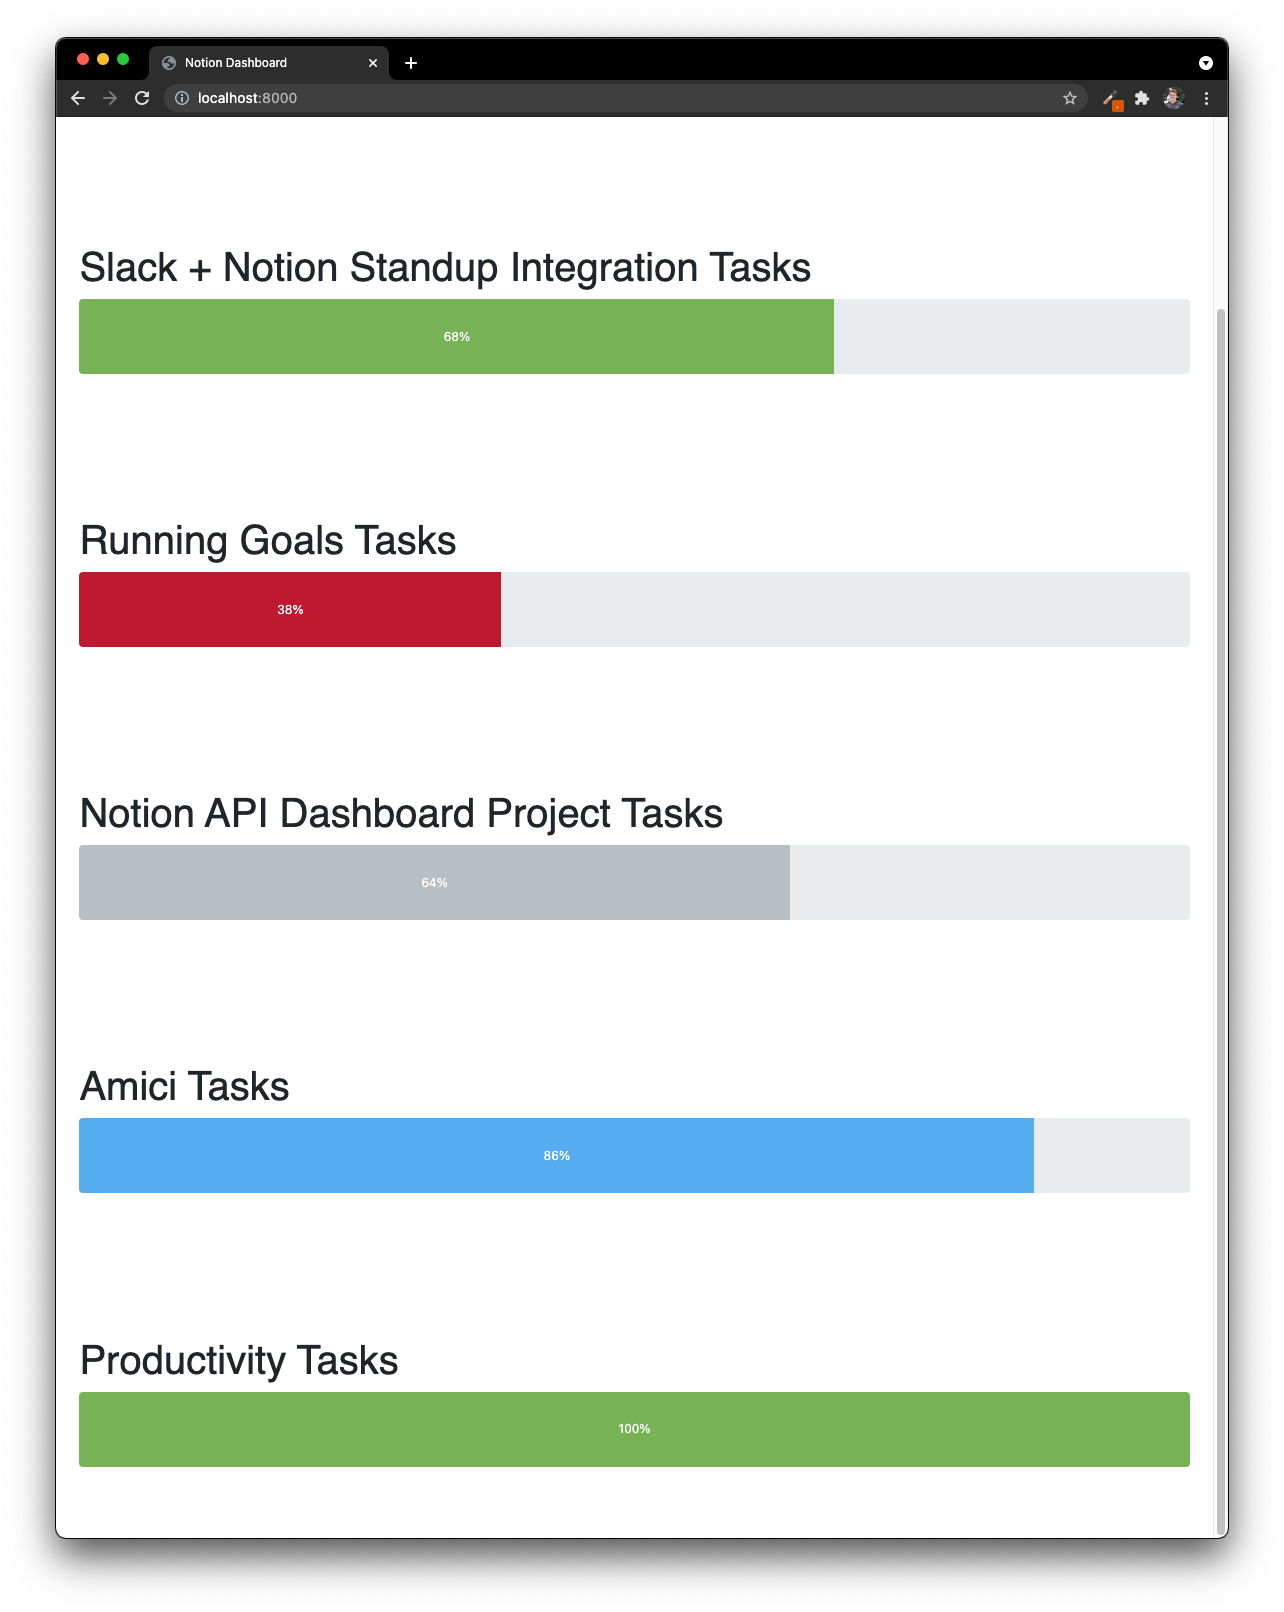 Notion Dashboard
localhost:8000
Slack + Notion Standup Integration Tasks
68%
Running Goals Tasks
38%
Notion API Dashboard Project Tasks
64%
Amici Tasks
86%
Productivity Tasks
100%